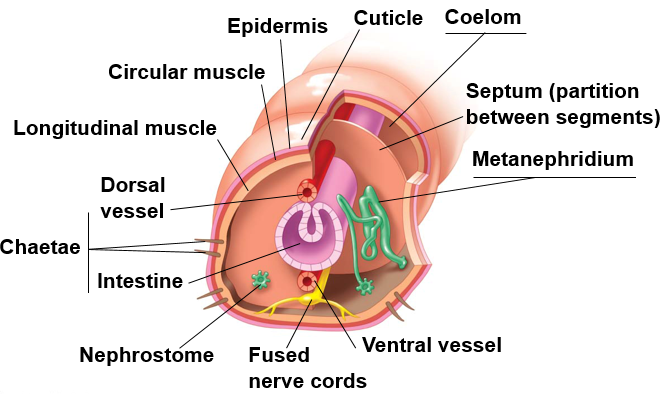 Cuticle
Coelom
Epidermis
Circular muscle
Septum (partition
between segments)
Longitudinal muscle
Metanephridium
Dorsal
vessel
Chaetae
Intestine
Nephrostome
Fused
nerve cords
Ventral vessel